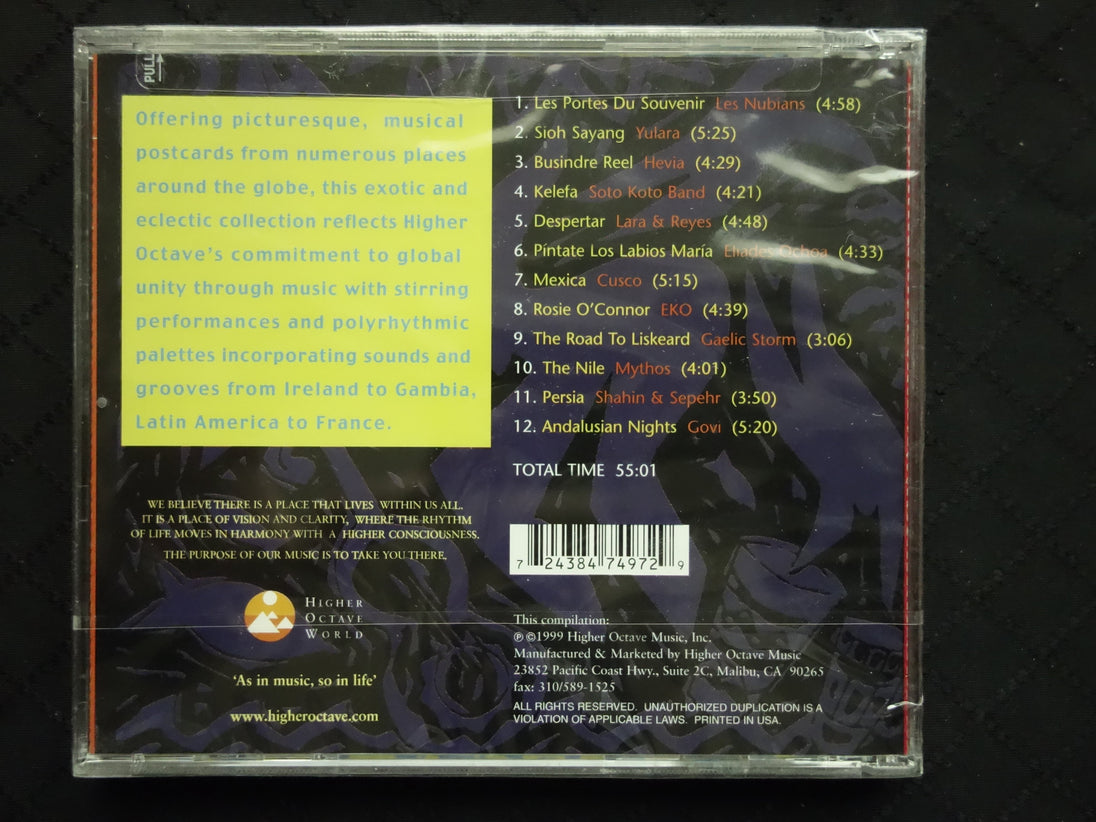 PULL
Offering picturesque, musical
postcards from numerous places
around the globe, this exotic and
eclectic collection reflects Higher
Octave's commitment to global
unity through music with stirring
performances and polyrhythmic
palettes incorporating sounds and
grooves from Ireland to Gambia,
Latin America to France.
1. Les Portes Du Souvenir Les Nubians (4:58)
2. Sioh Sayang Yulara (5:25)
3. Busindre Reel Hevia (4:29)
4. Kelefa Soto Koto Band (4:21)
5. Despertar Lara & Reyes (4:48)
6. Píntate Los Labios María Eliades Ochoa (4:33)
7. Mexica Cusco (5:15)
8. Rosie O'Connor EKO (4:39)
9. The Road To Liskeard Gaelic Storm (3:06)
10. The Nile Mythos (4:01)
11. Persia Shahin & Sepehr (3:50)
12. Andalusian Nights Govi (5:20)
TOTAL TIME 55:01
WE BELIEVE THERE IS A PLACE THAT LIVES WITHIN US ALL.
IT IS A PLACE OF VISION AND CLARITY, WHERE THE RHYTHM
OF LIFE MOVES IN HARMONY WITH A HIGHER CONSCIOUSNESS.
THE PURPOSE OF OUR MUSIC IS TO TAKE YOU THERE.
HIGHER
OCTAVE
WORLD
'As in music, so in life'
www.higheroctave.com
7 24384 74972 9
This compilation:
℗ ©1999 Higher Octave Music, Inc.
Manufactured & Marketed by Higher Octave Music
23852 Pacific Coast Hwy., Suite 2C, Malibu, CA 90265
fax: 310/589-1525
ALL RIGHTS RESERVED. UNAUTHORIZED DUPLICATION IS A
VIOLATION OF APPLICABLE LAWS. PRINTED IN USA.